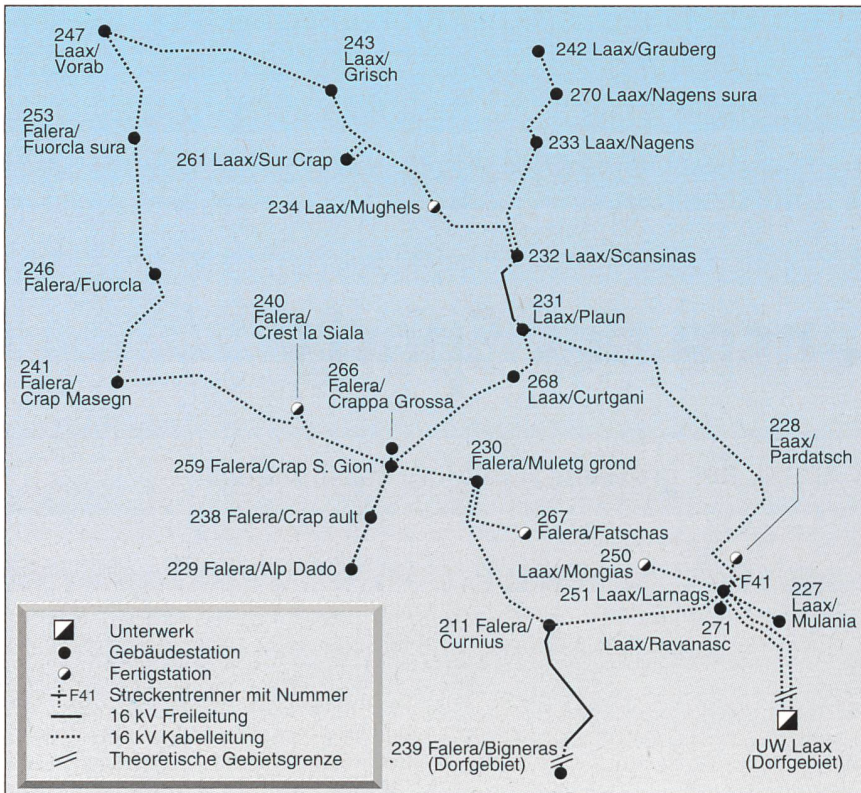 247
Laax/
Vorab
243
Laax/
Grisch
242 Laax/Grauberg
270 Laax/Nagens sura
253
Falera/
Fuorcla sura
233 Laax/Nagens
261 Laax/Sur Crap
234 Laax/Mughels
232 Laax/Scansinas
246
Falera/Fuorcla
240
Falera/
Crest la Siala
231
Laax/Plaun
241
Falera/
Crap Masegn
266
Falera/
Crappa Grossa
268
Laax/Curtgani
228
Laax/
Pardatsch
259 Falera/Crap S. Gion
230
Falera/Muletg grond
238 Falera/Crap ault
267
Falera/Fatschas
229 Falera/Alp Dado
250
Laax/Mongias
F41
251 Laax/Larnags
227
Laax/
Mulania
211 Falera/
Curnius
271
Laax/Ravanasc
239 Falera/Bigneras
(Dorfgebiet)
UW Laax
(Dorfgebiet)
Unterwerk
Gebäudestation
Fertigstation
F41 Streckentrenner mit Nummer
16 kV Freileitung
16 kV Kabelleitung
Theoretische Gebietsgrenze